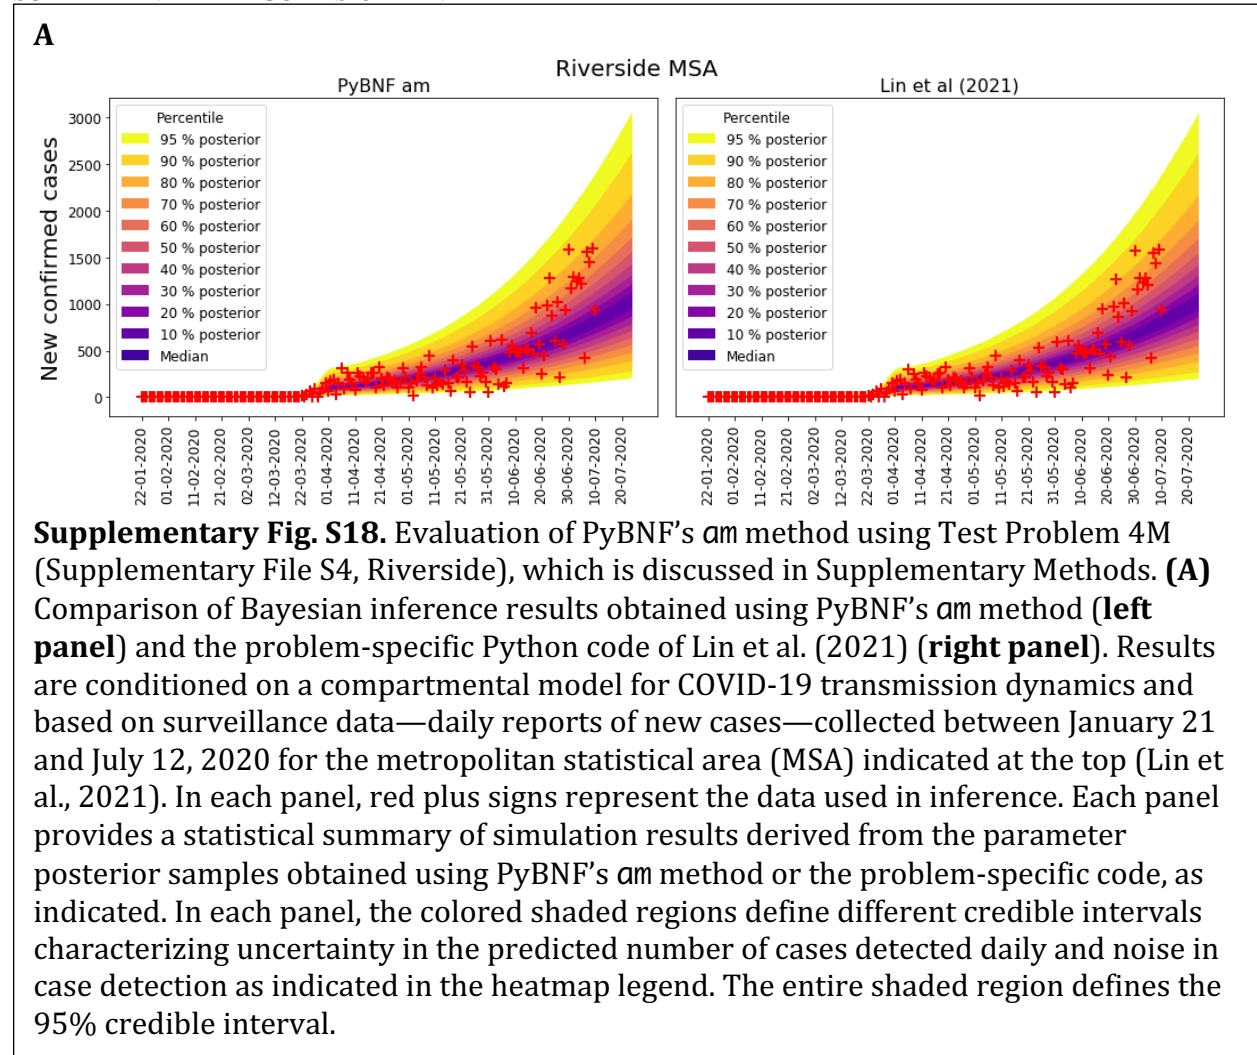 A
Riverside MSA
PyBNF am
Lin et al (2021)
New confirmed cases
3000
2500
2000
1500
1000
500
0
Percentile
95 % posterior
90 % posterior
80 % posterior
70 % posterior
60 % posterior
50 % posterior
40 % posterior
30 % posterior
20 % posterior
10 % posterior
Median
Percentile
95 % posterior
90 % posterior
80 % posterior
70 % posterior
60 % posterior
50 % posterior
40 % posterior
30 % posterior
20 % posterior
10 % posterior
Median
22-01-2020
01-02-2020
11-02-2020
21-02-2020
02-03-2020
12-03-2020
22-03-2020
01-04-2020
11-04-2020
21-04-2020
01-05-2020
11-05-2020
21-05-2020
31-05-2020
10-06-2020
20-06-2020
30-06-2020
10-07-2020
20-07-2020
22-01-2020
01-02-2020
11-02-2020
21-02-2020
02-03-2020
12-03-2020
22-03-2020
01-04-2020
11-04-2020
21-04-2020
01-05-2020
11-05-2020
21-05-2020
31-05-2020
10-06-2020
20-06-2020
30-06-2020
10-07-2020
20-07-2020
Supplementary Fig. S18. Evaluation of PyBNF’s am method using Test Problem 4M
(Supplementary File S4, Riverside), which is discussed in Supplementary Methods. (A)
Comparison of Bayesian inference results obtained using PyBNF’s am method (left
panel) and the problem-specific Python code of Lin et al. (2021) (right panel). Results
are conditioned on a compartmental model for COVID-19 transmission dynamics and
based on surveillance data—daily reports of new cases—collected between January 21
and July 12, 2020 for the metropolitan statistical area (MSA) indicated at the top (Lin et
al., 2021). In each panel, red plus signs represent the data used in inference. Each panel
provides a statistical summary of simulation results derived from the parameter
posterior samples obtained using PyBNF’s am method or the problem-specific code, as
indicated. In each panel, the colored shaded regions define different credible intervals
characterizing uncertainty in the predicted number of cases detected daily and noise in
case detection as indicated in the heatmap legend. The entire shaded region defines the
95% credible interval.